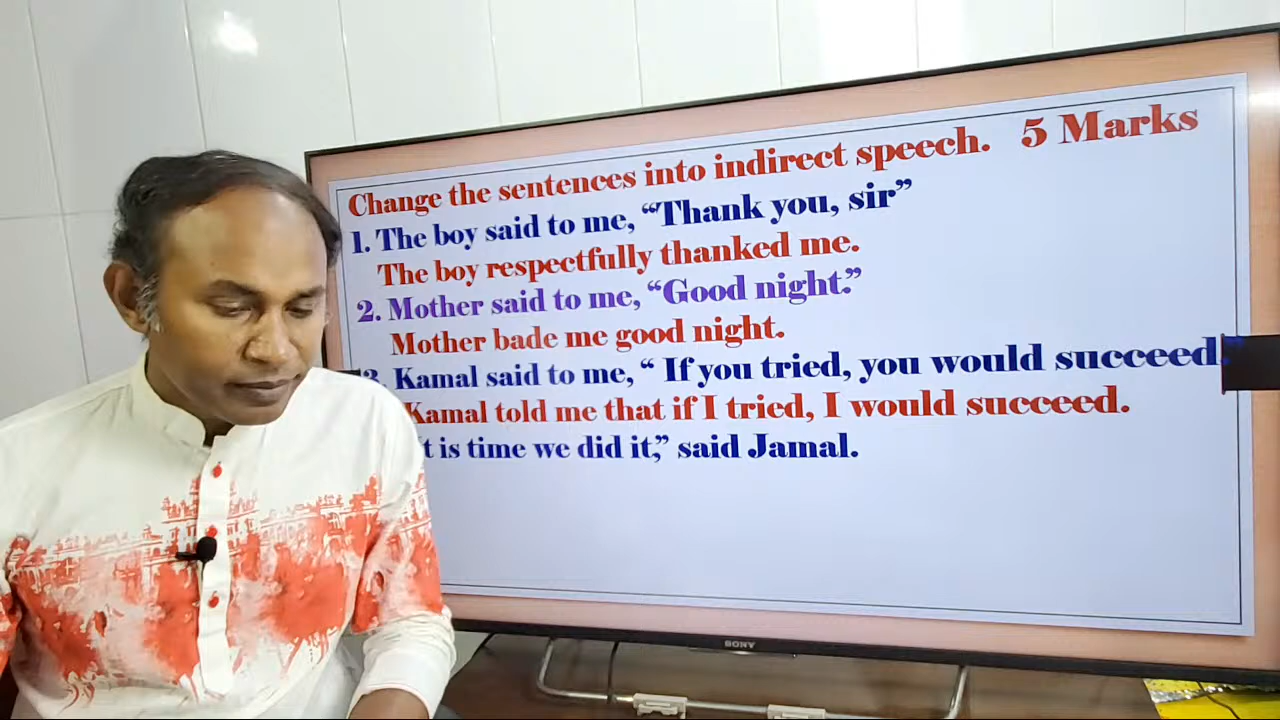 Change the sentences into indirect speech. 5 Marks
1. The boy said to me, “Thank you, sir”
The boy respectfully thanked me.
2. Mother said to me, “Good night.”
Mother bade me good night.
3. Kamal said to me, “ If you tried, you would succeed.”
Kamal told me that if I tried, I would succeed.
is time we did it,” said Jamal.
SONY